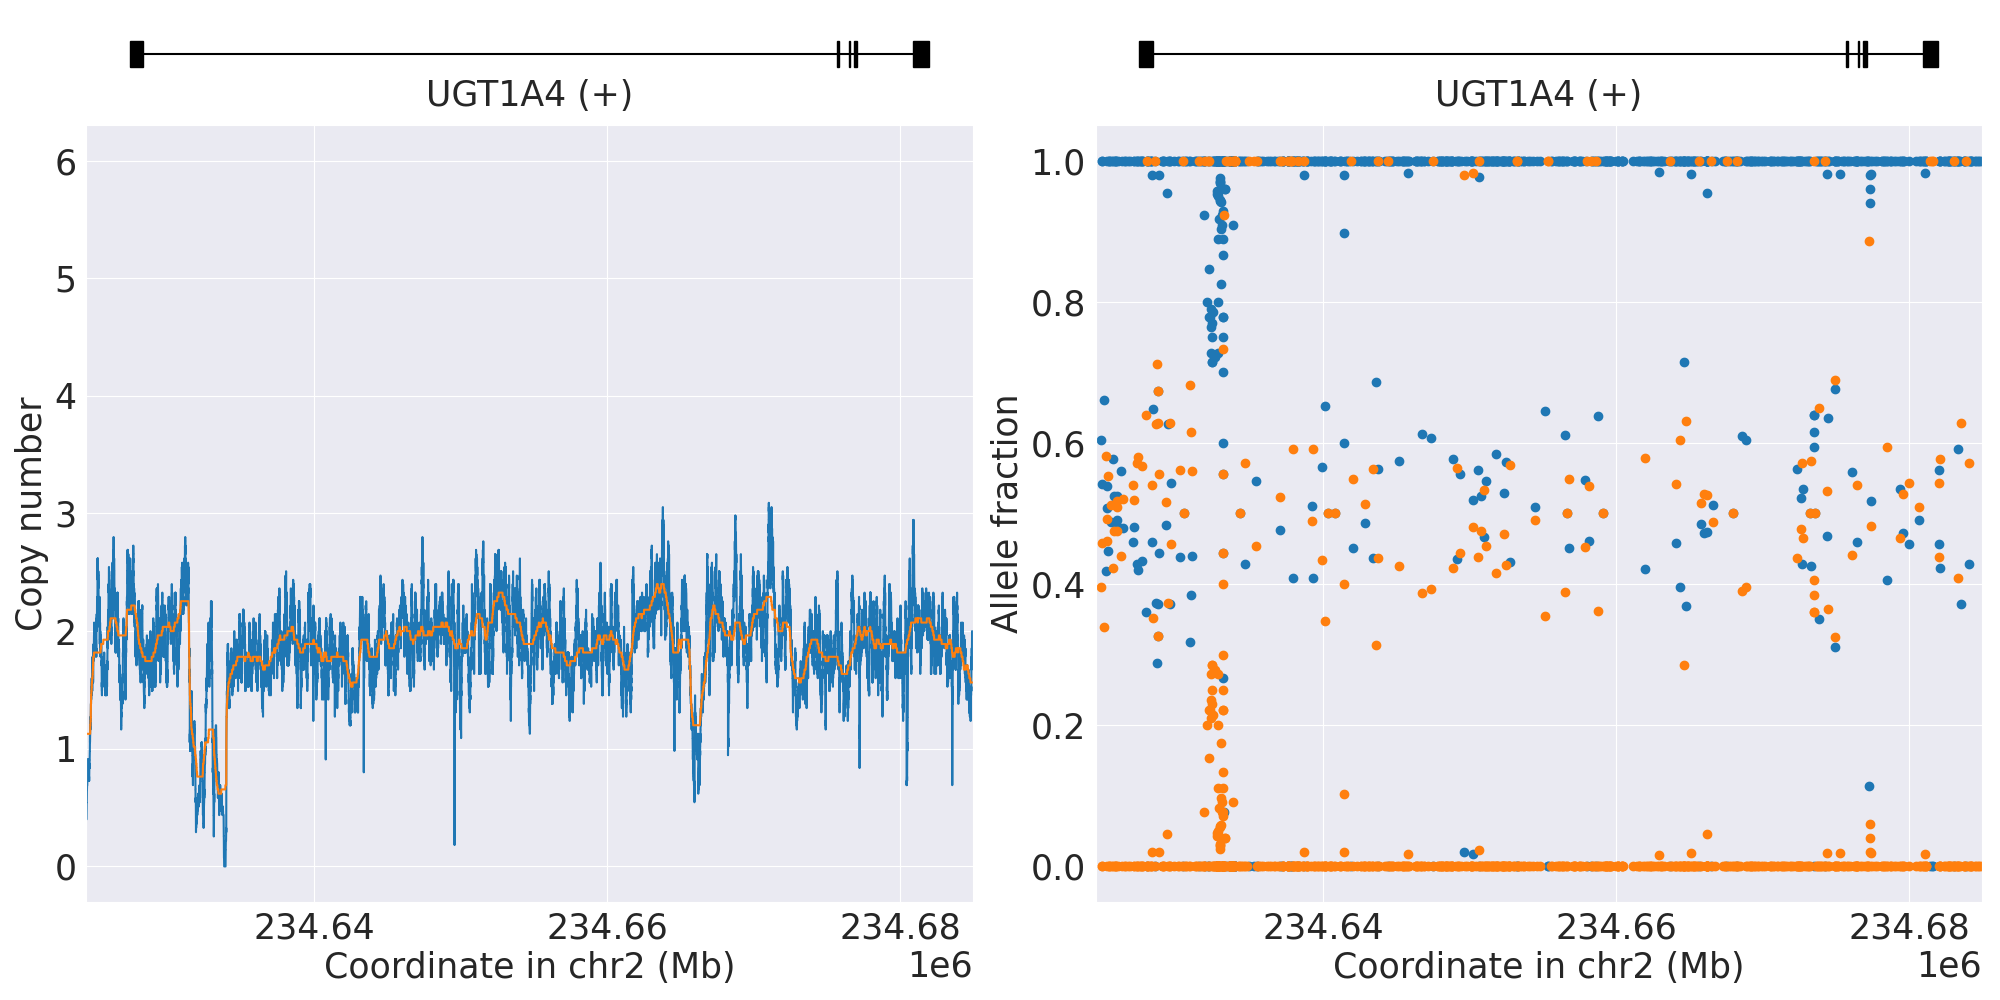 UGT1A4 (+)
6
5
4
3
2
1
0
Copy number
234.64
234.66
234.68
1e6
Coordinate in chr2 (Mb)
UGT1A4 (+)
1.0
0.8
0.6
0.4
0.2
0.0
Allele fraction
234.64
234.66
234.68
1e6
Coordinate in chr2 (Mb)